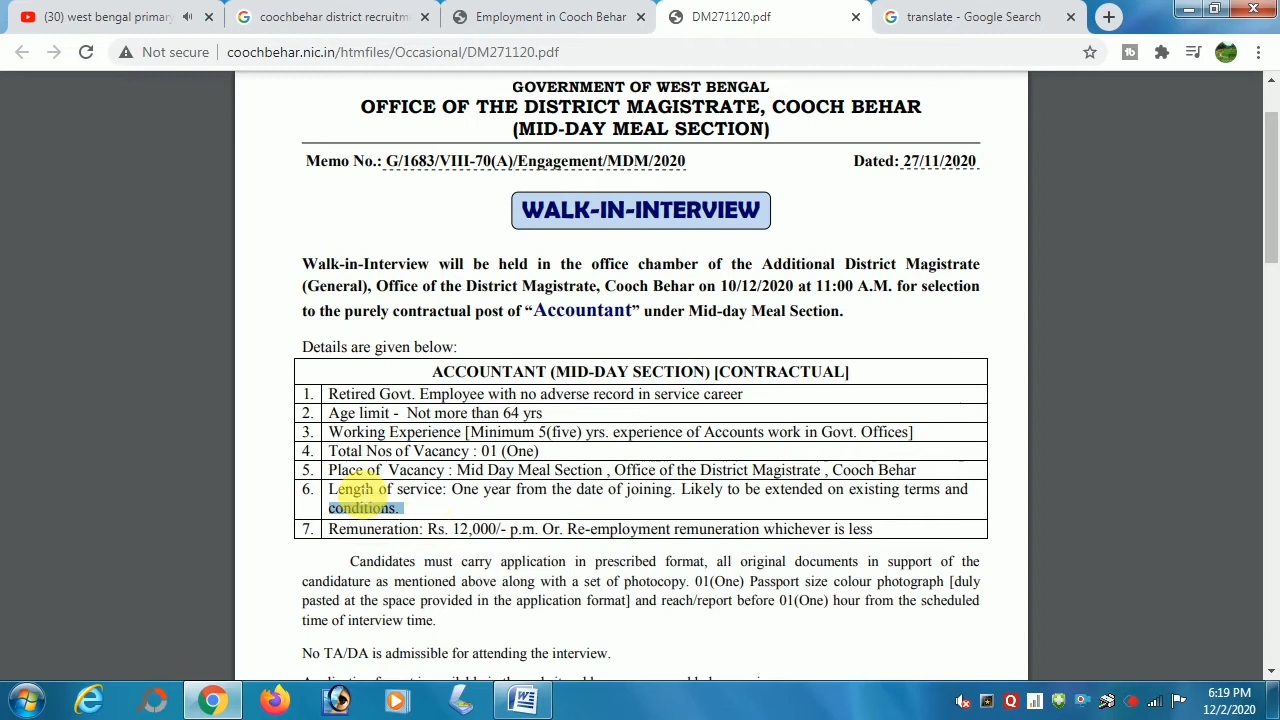 (30) west bengal primary
coochbehar district recruitm
Employment in Cooch Behar
DM271120.pdf
translate - Google Search
Not secure
coochbehar.nic.in/htmfiles/Occasional/DM271120.pdf
GOVERNMENT OF WEST BENGAL
OFFICE OF THE DISTRICT MAGISTRATE, COOCH BEHAR
(MID-DAY MEAL SECTION)
Memo No.: G/1683/VIII-70(A)/Engagement/MDM/2020 Dated: 27/11/2020
WALK-IN-INTERVIEW
Walk-in-Interview will be held in the office chamber of the Additional District Magistrate
(General), Office of the District Magistrate, Cooch Behar on 10/12/2020 at 11:00 A.M. for selection
to the purely contractual post of “Accountant” under Mid-day Meal Section.
Details are given below:
ACCOUNTANT (MID-DAY SECTION) [CONTRACTUAL]
1. Retired Govt. Employee with no adverse record in service career
2. Age limit - Not more than 64 yrs
3. Working Experience [Minimum 5(five) yrs. experience of Accounts work in Govt. Offices]
4. Total Nos of Vacancy : 01 (One)
5. Place of Vacancy : Mid Day Meal Section , Office of the District Magistrate , Cooch Behar
6. Length of service: One year from the date of joining. Likely to be extended on existing terms and
conditions.
7. Remuneration: Rs. 12,000/- p.m. Or. Re-employment remuneration whichever is less
Candidates must carry application in prescribed format, all original documents in support of the
candidature as mentioned above along with a set of photocopy. 01(One) Passport size colour photograph [duly
pasted at the space provided in the application format] and reach/report before 01(One) hour from the scheduled
time of interview time.
No TA/DA is admissible for attending the interview.
6:19 PM
12/2/2020